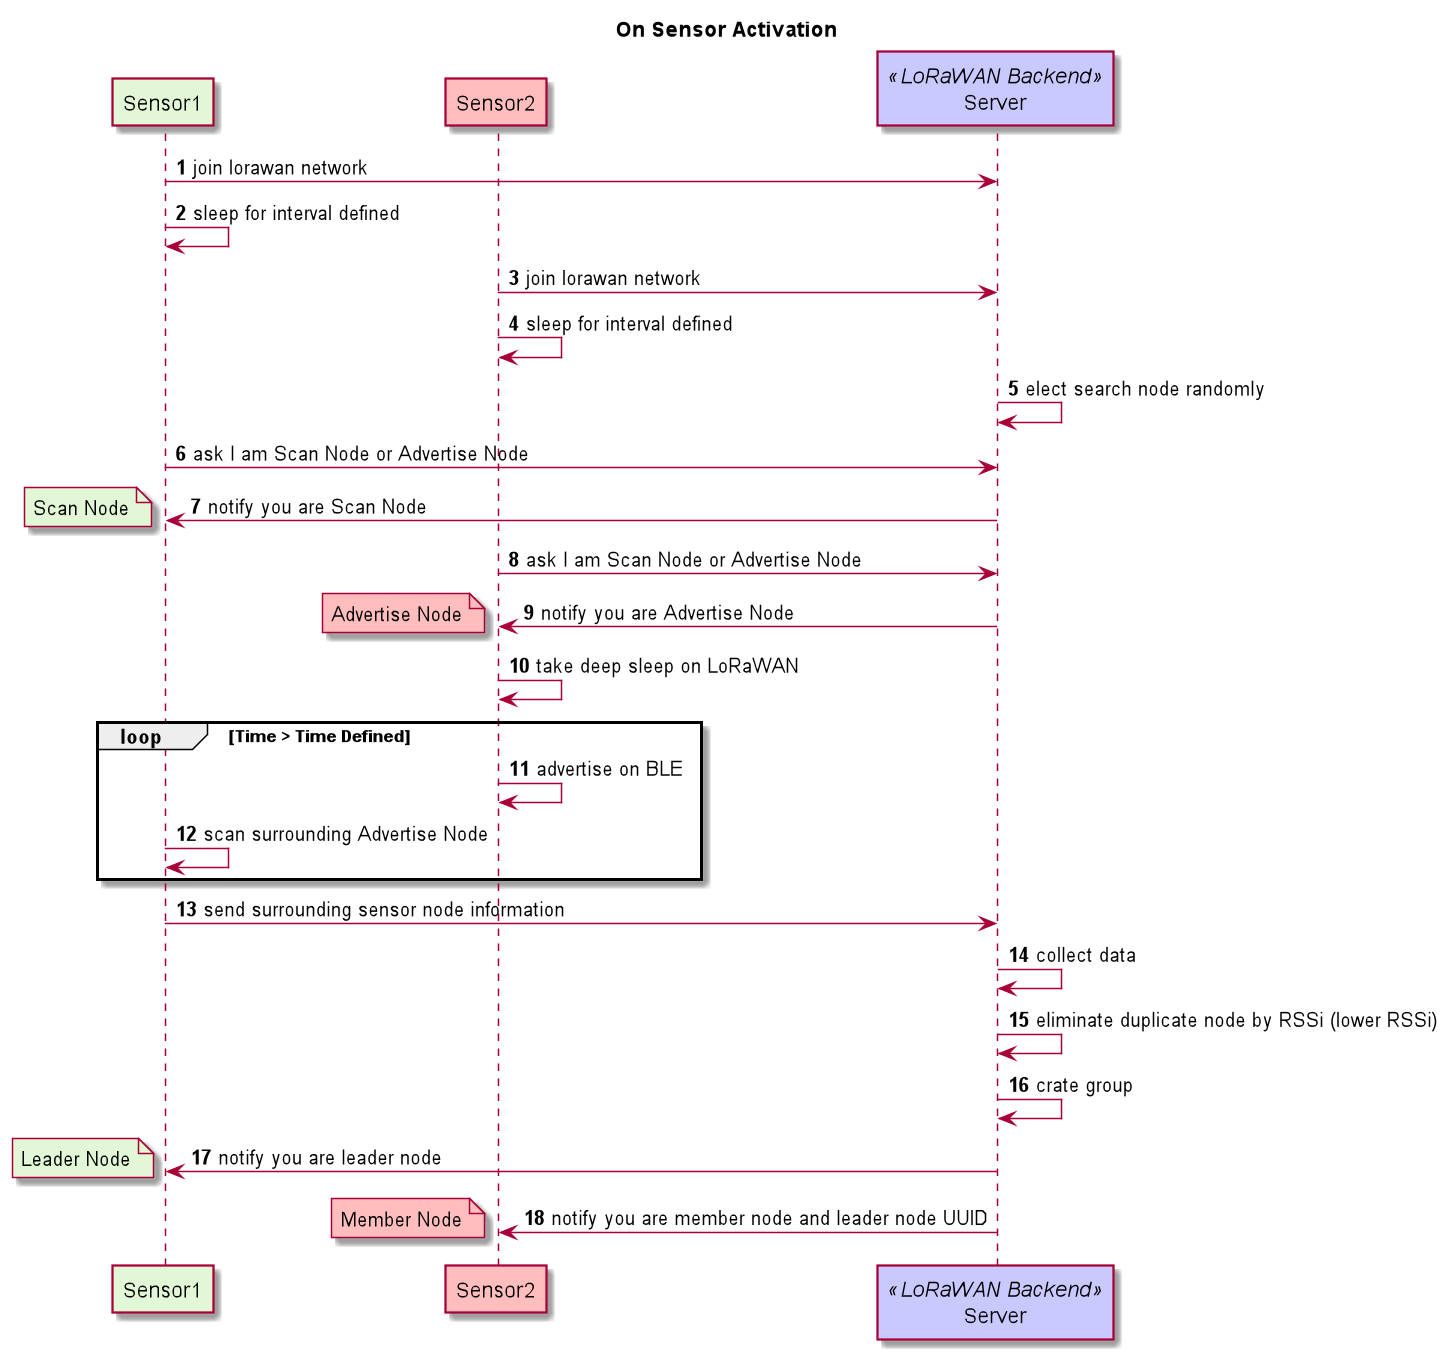 On Sensor Activation
Sensor1
Sensor2
«LoRaWAN Backend»
Server
1 join lorawan network
2 sleep for interval defined
3 join lorawan network
4 sleep for interval defined
5 elect search node randomly
6 ask I am Scan Node or Advertise Node
Scan Node
7 notify you are Scan Node
8 ask I am Scan Node or Advertise Node
Advertise Node
9 notify you are Advertise Node
10 take deep sleep on LoRaWAN
loop [Time > Time Defined]
11 advertise on BLE
12 scan surrounding Advertise Node
13 send surrounding sensor node information
14 collect data
15 eliminate duplicate node by RSSi (lower RSSi)
16 crate group
Leader Node
17 notify you are leader node
Member Node
18 notify you are member node and leader node UUID
Sensor1
Sensor2
«LoRaWAN Backend»
Server